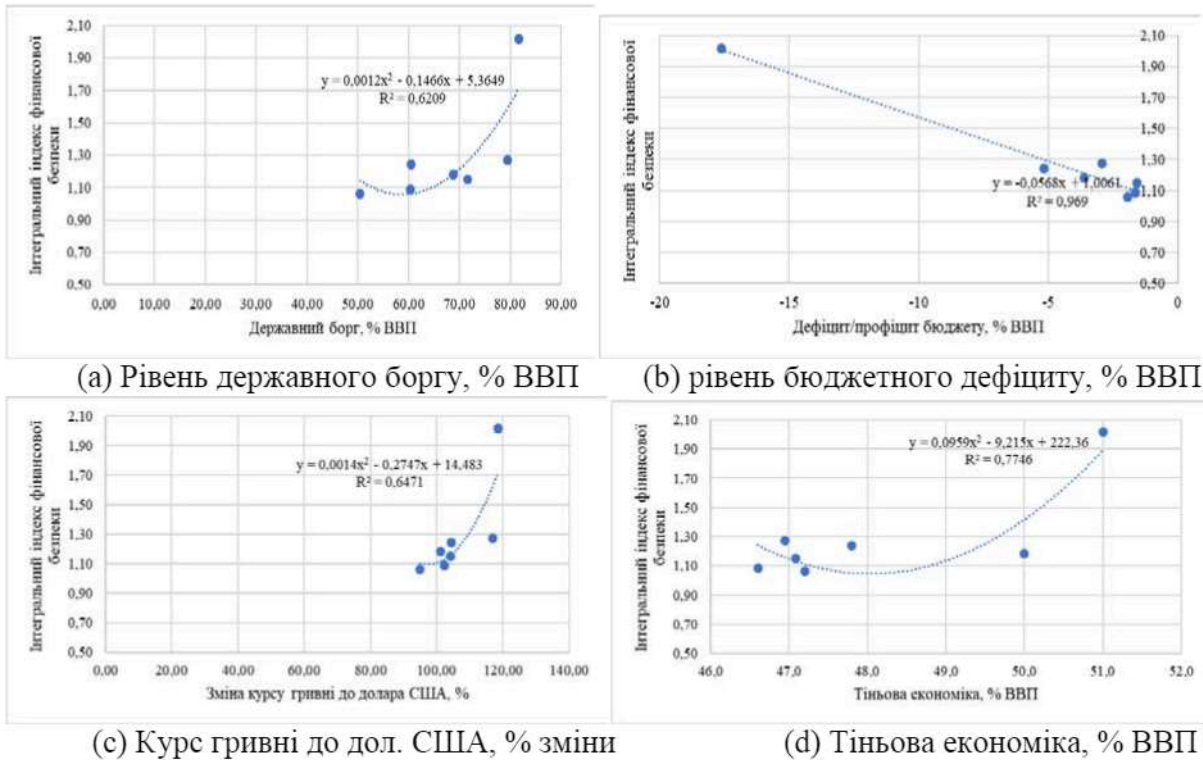 Інтегральний індекс фінансової
безпеки
2,10
1,90
1,70
1,50
1,30
1,10
0,90
0,70
0,50
y = 0,0012x² - 0,1466x + 5,3649
R² = 0,6209
0,00 10,00 20,00 30,00 40,00 50,00 60,00 70,00 80,00 90,00
Державний борг, % ВВП
Інтегральний індекс фінансової
безпеки
2,10
1,90
1,70
1,50
1,30
1,10
0,90
0,70
0,50
y = -0,0568x + 1,0061
R² = 0,969
-20 -15 -10 -5 0
Дефіцит/профіцит бюджету, % ВВП
(a) Рівень державного боргу, % ВВП
(b) рівень бюджетного дефіциту, % ВВП
Інтегральний індекс фінансової
безпеки
2,10
1,90
1,70
1,50
1,30
1,10
0,90
0,70
0,50
y = 0,0014x² - 0,2747x + 14,483
R² = 0,6471
0,00 20,00 40,00 60,00 80,00 100,00 120,00 140,00
Зміна курсу гривні до долара США, %
Інтегральний індекс фінансової
безпеки
2,10
1,90
1,70
1,50
1,30
1,10
0,90
0,70
0,50
y = 0,0959x² - 9,215x + 222,36
R² = 0,7746
46,0 47,0 48,0 49,0 50,0 51,0 52,0
Тіньова економіка, % ВВП
(c) Курс гривні до дол. США, % зміни
(d) Тіньова економіка, % ВВП